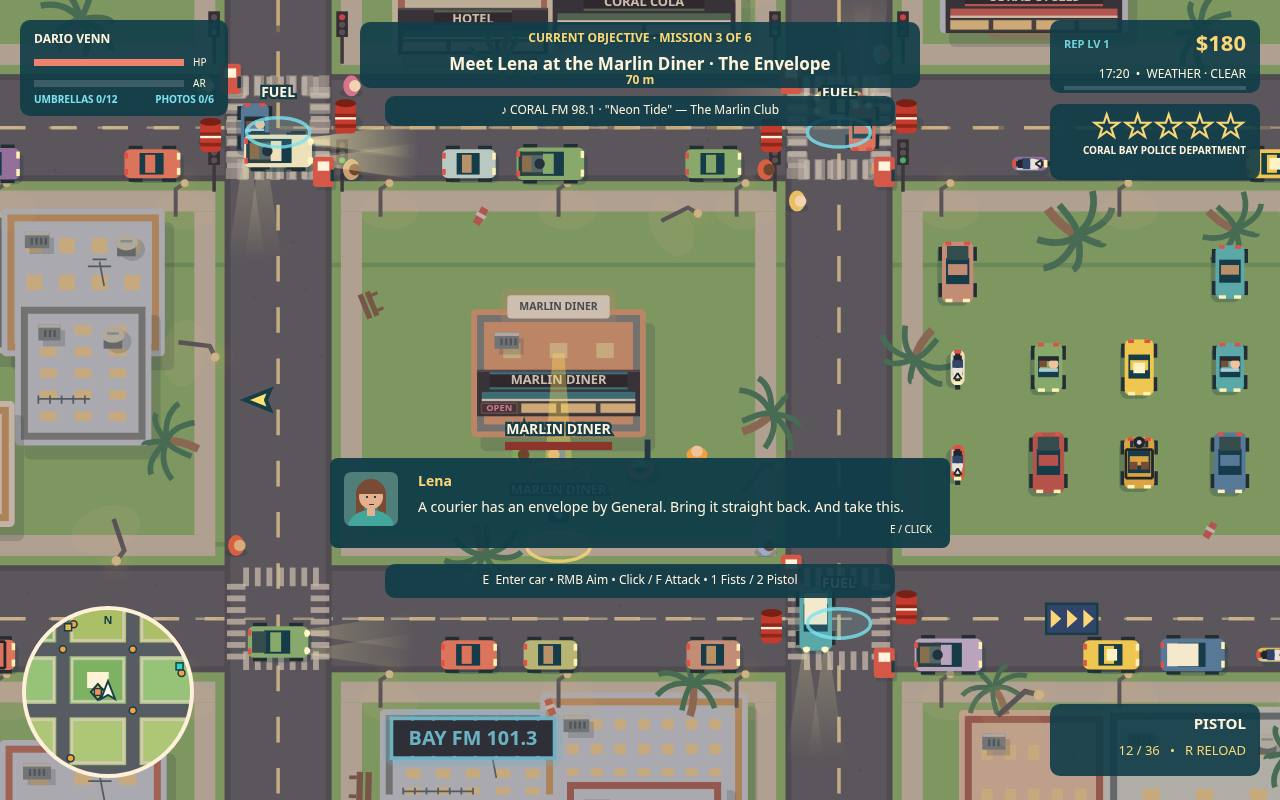 DARIO VENN
HP
AR
UMBRELLAS 0/12 PHOTOS 0/6
HOTEL
CORAL COLA
CURRENT OBJECTIVE · MISSION 3 OF 6
Meet Lena at the Marlin Diner · The Envelope
70 m
REP LV 1 $180
17:20 • WEATHER · CLEAR
FUEL
FUEL
♪ CORAL FM 98.1 · "Neon Tide" — The Marlin Club
☆☆☆☆☆
CORAL BAY POLICE DEPARTMENT
MARLIN DINER
MARLIN DINER
OPEN
MARLIN DINER
Lena
MARLIN DINER
A courier has an envelope by General. Bring it straight back. And take this.
E / CLICK
E Enter car • RMB Aim • Click / F Attack • 1 Fists / 2 Pistol
FUEL
N
BAY FM 101.3
PISTOL
12 / 36 • R RELOAD